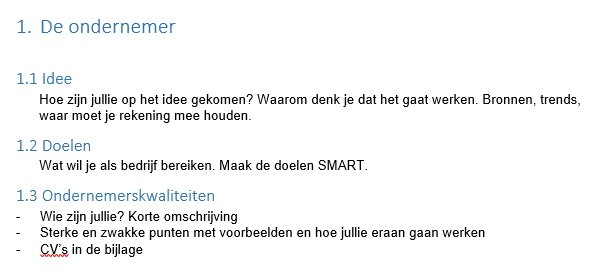 1. De ondernemer
1.1 Idee
Hoe zijn jullie op het idee gekomen? Waarom denk je dat het gaat werken. Bronnen, trends,
waar moet je rekening mee houden.
1.2 Doelen
Wat wil je als bedrijf bereiken. Maak de doelen SMART.
1.3 Ondernemerskwaliteiten
- Wie zijn jullie? Korte omschrijving
- Sterke en zwakke punten met voorbeelden en hoe jullie eraan gaan werken
- CV's in de bijlage